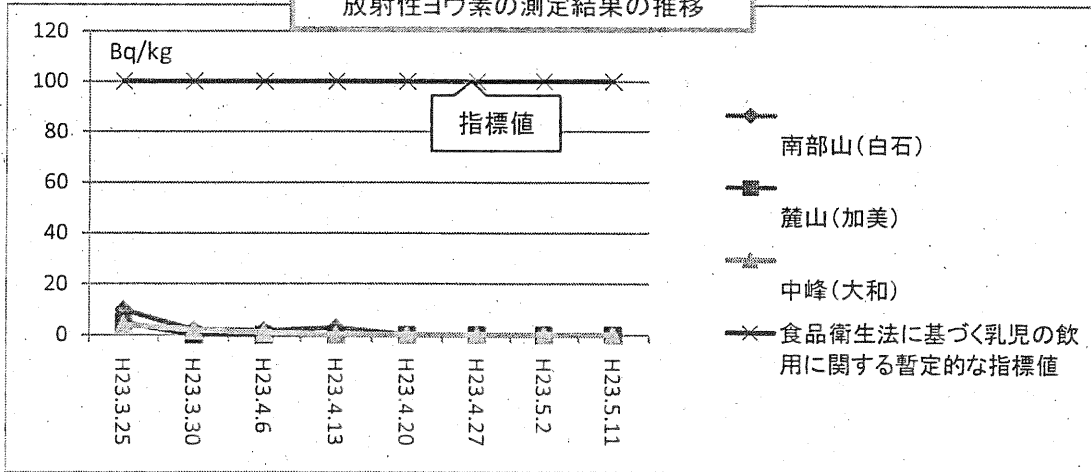 放射性ヨウ素の測定結果の推移
Bq/kg
120
100
80
60
40
20
0
指標値
H23.3.25
H23.3.30
H23.4.6
H23.4.13
H23.4.20
H23.4.27
H23.5.2
H23.5.11
南部山(白石)
麓山(加美)
中峰(大和)
食品衛生法に基づく乳児の飲
用に関する暫定的な指標値